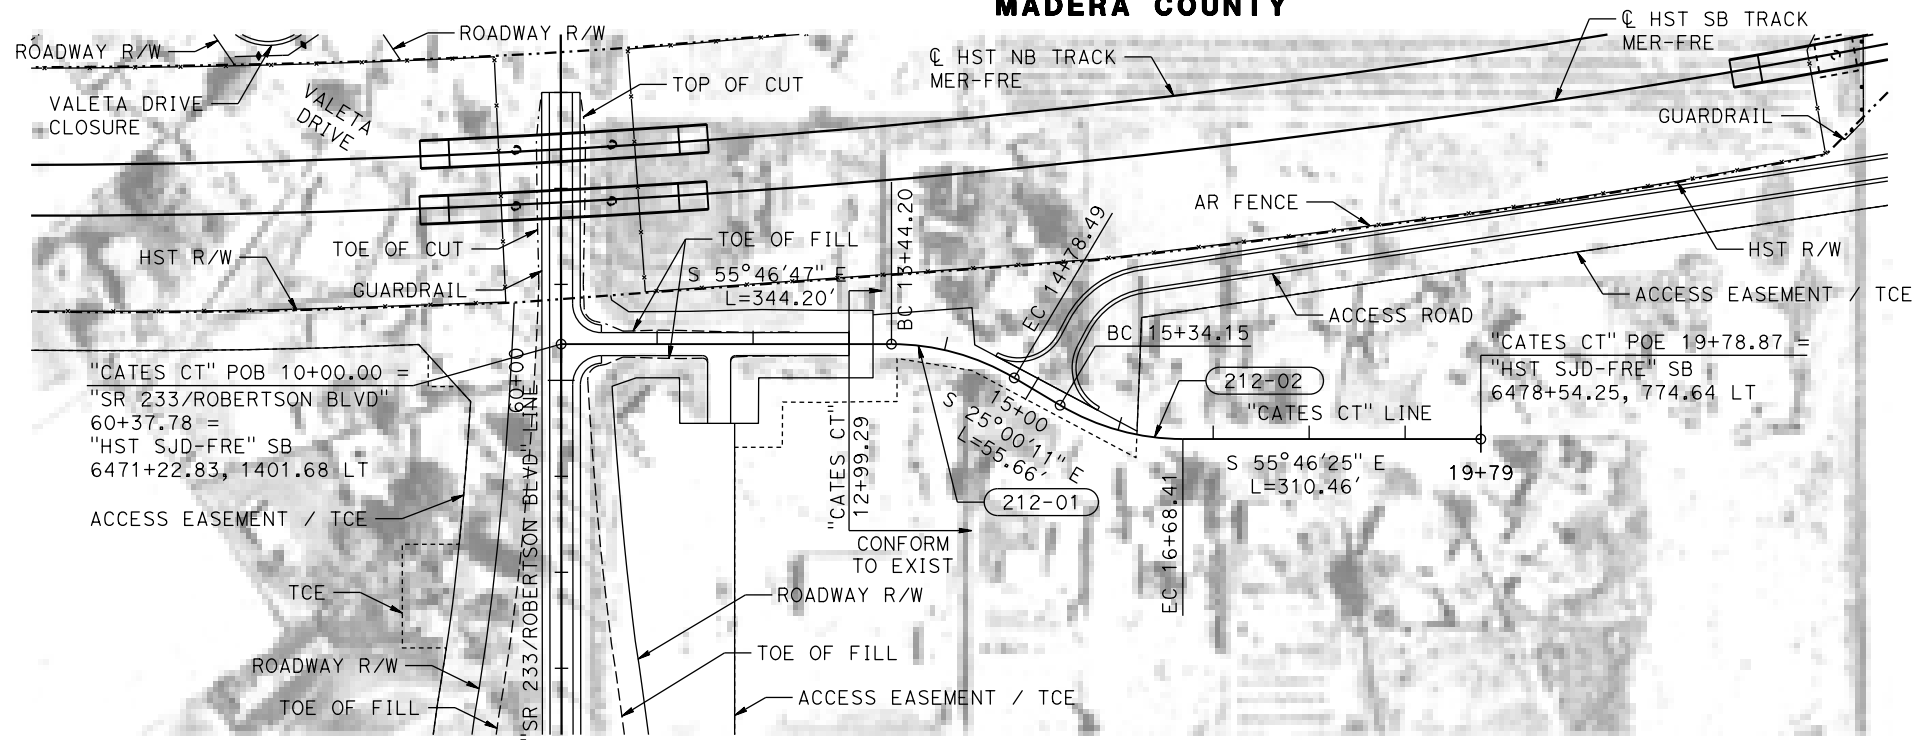 MADERA COUNTY
ROADWAY R/W
ROADWAY R/W
VALETA DRIVE
CLOSURE
VALETA
DRIVE
TOP OF CUT
℄ HST NB TRACK
MER-FRE
℄ HST SB TRACK
MER-FRE
GUARDRAIL
AR FENCE
HST R/W
TOE OF CUT
TOE OF FILL
HST R/W
GUARDRAIL
S 55°46'47" E
L=344.20'
BC 13+44.20
EC 14+78.49
BC 15+34.15
ACCESS ROAD
ACCESS EASEMENT / TCE
"CATES CT" POB 10+00.00 =
"SR 233/ROBERTSON BLVD"
60+37.78 =
"HST SJD-FRE" SB
6471+22.83, 1401.68 LT
60+00
"SR 233/ROBERTSON BLVD" LINE
"CATES CT" POE 19+78.87 =
"HST SJD-FRE" SB
6478+54.25, 774.64 LT
212-02
"CATES CT" LINE
15+00
S 25°00'11" E
L=55.66'
S 55°46'25" E
L=310.46'
19+79
212-01
"CATES CT"
12+99.29
CONFORM
TO EXIST
EC 16+68.41
ACCESS EASEMENT / TCE
TCE
ROADWAY R/W
ROADWAY R/W
TOE OF FILL
TOE OF FILL
ACCESS EASEMENT / TCE